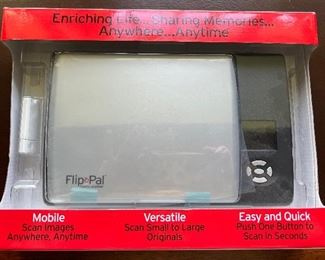 Enriching Life...Sharing Memories...
Anywhere...Anytime
Flip▸Pal
Mobile
Scan Images
Anywhere, Anytime
Versatile
Scan Small to Large
Originals
Easy and Quick
Push One Button to
Scan in Seconds